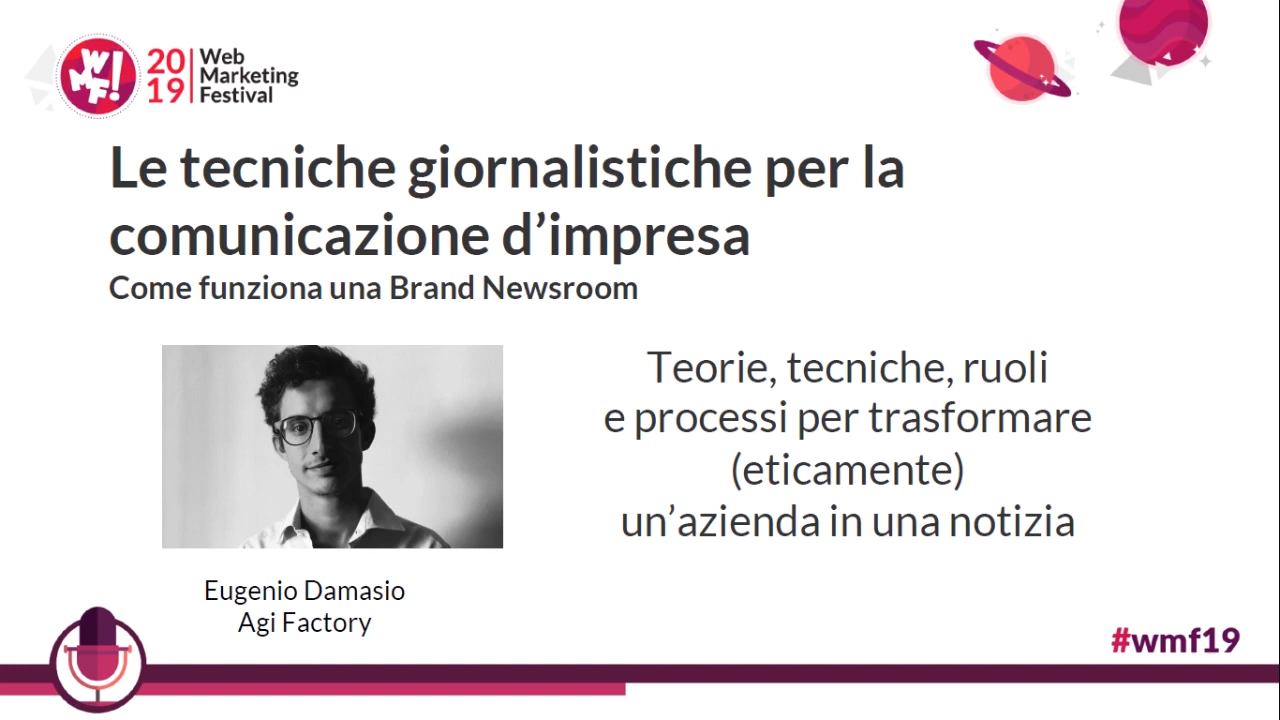 WMF!
2019
Web
Marketing
Festival
Le tecniche giornalistiche per la
comunicazione d’impresa
Come funziona una Brand Newsroom
Teorie, tecniche, ruoli
e processi per trasformare
(eticamente)
un’azienda in una notizia
Eugenio Damasio
Agi Factory
#wmf19